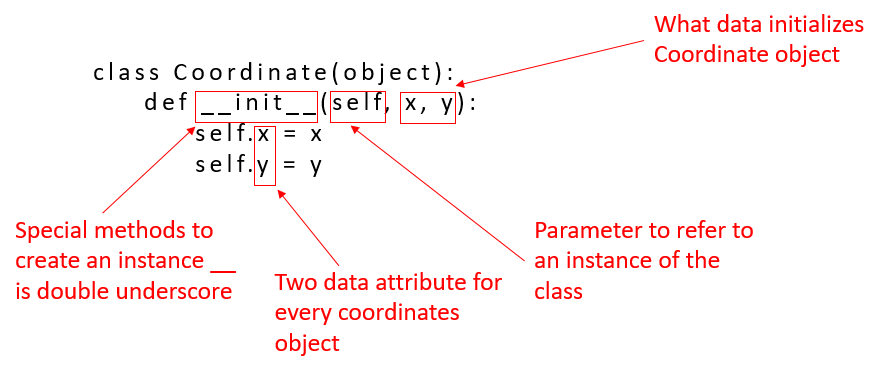 What data initializes
Coordinate object
class Coordinate(object):
def __init__(self, x, y):
self.x = x
self.y = y
Special methods to
create an instance __
is double underscore
Two data attribute for
every coordinates
object
Parameter to refer to
an instance of the
class